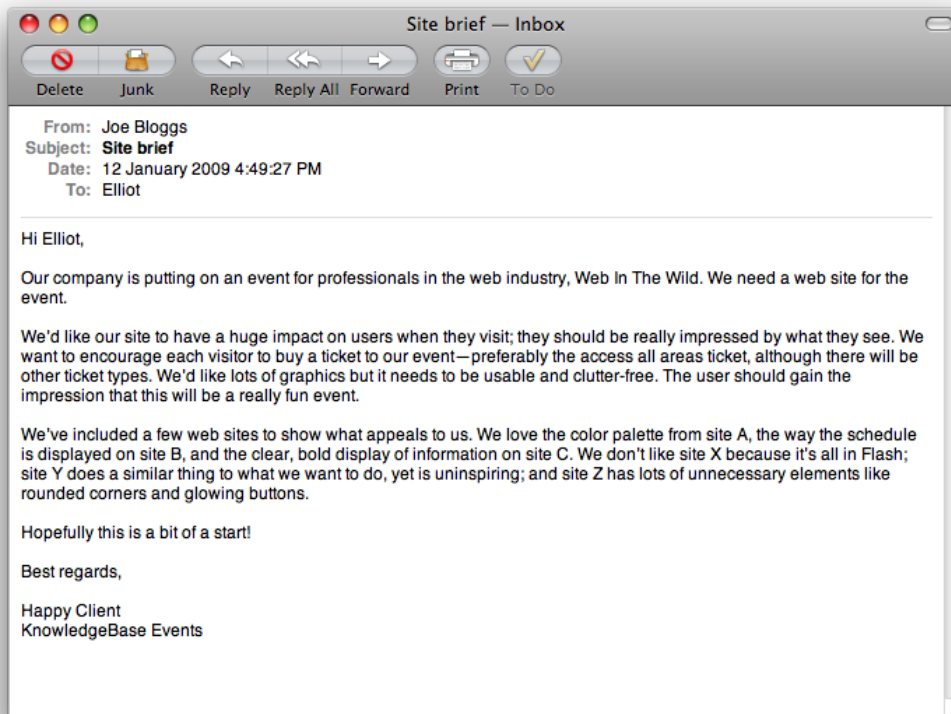 Site brief — Inbox
Delete Junk Reply Reply All Forward Print To Do
From: Joe Bloggs
Subject: Site brief
Date: 12 January 2009 4:49:27 PM
To: Elliot
Hi Elliot,
Our company is putting on an event for professionals in the web industry, Web In The Wild. We need a web site for the
event.
We'd like our site to have a huge impact on users when they visit; they should be really impressed by what they see. We
want to encourage each visitor to buy a ticket to our event—preferably the access all areas ticket, although there will be
other ticket types. We'd like lots of graphics but it needs to be usable and clutter-free. The user should gain the
impression that this will be a really fun event.
We've included a few web sites to show what appeals to us. We love the color palette from site A, the way the schedule
is displayed on site B, and the clear, bold display of information on site C. We don't like site X because it's all in Flash;
site Y does a similar thing to what we want to do, yet is uninspiring; and site Z has lots of unnecessary elements like
rounded corners and glowing buttons.
Hopefully this is a bit of a start!
Best regards,
Happy Client
KnowledgeBase Events